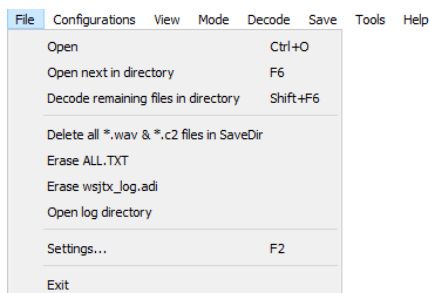 File Configurations View Mode Decode Save Tools Help
Open Ctrl+O
Open next in directory F6
Decode remaining files in directory Shift+F6
Delete all *.wav & *.c2 files in SaveDir
Erase ALL.TXT
Erase wsjtx_log.adi
Open log directory
Settings... F2
Exit